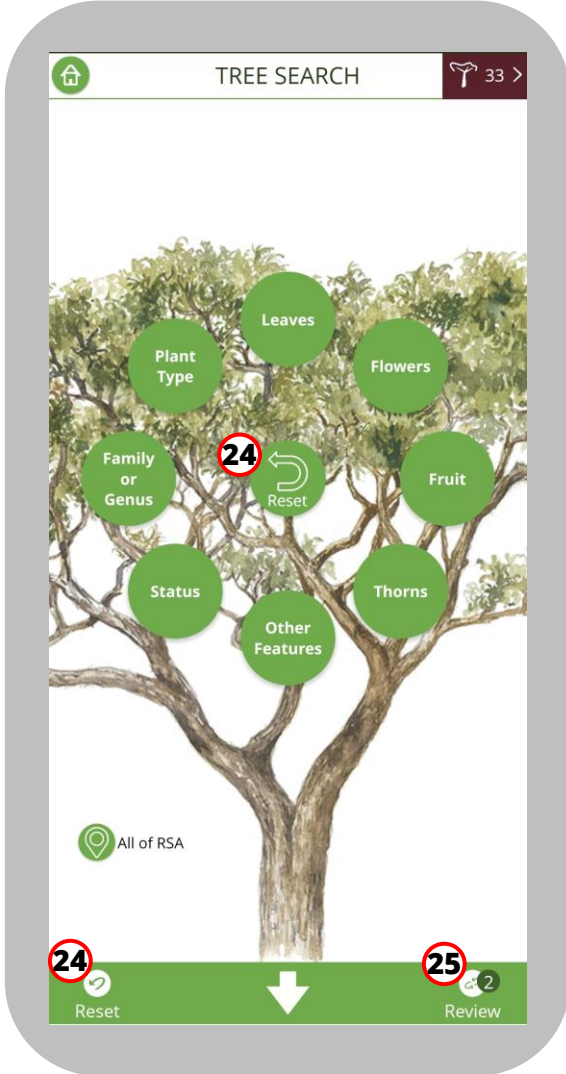 TREE SEARCH
33 >
Leaves
Plant
Type
Flowers
24
Family
or
Genus
Reset
Fruit
Status
Thorns
Other
Features
All of RSA
24
25
2
Reset
Review